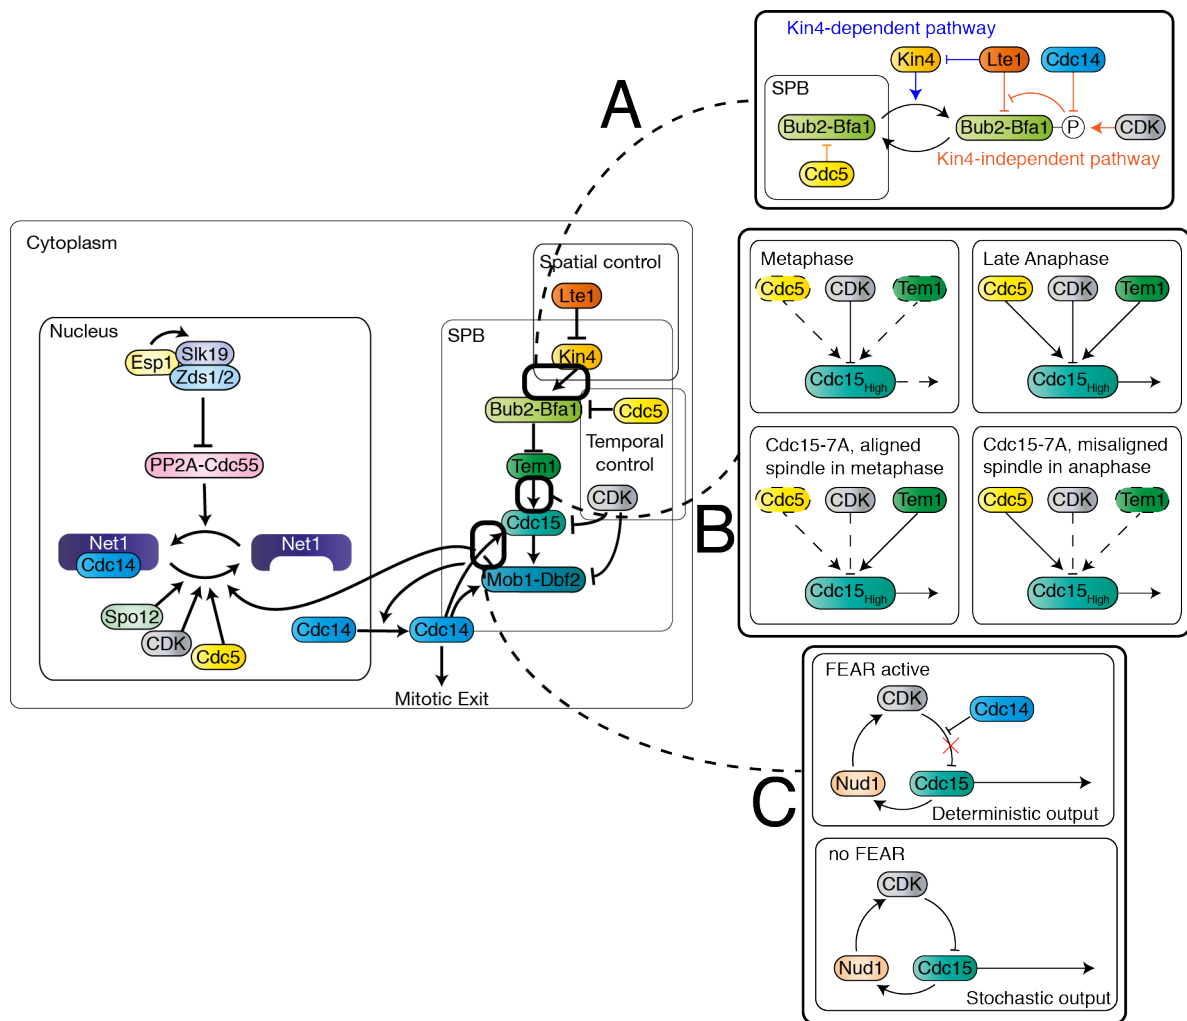 Kin4-dependent pathway
Kin4
Lte1
Cdc14
SPB
Bub2-Bfa1
Bub2-Bfa1
P
CDK
Kin4-independent pathway
Cdc5
A
Cytoplasm
Spatial control
Lte1
Kin4
Nucleus
Esp1
Slk19
Zds1/2
SPB
Bub2-Bfa1
Cdc5
Temporal
control
PP2A-Cdc55
Tem1
CDK
Cdc15
Net1
Cdc14
Net1
Mob1-Dbf2
Spo12
CDK
Cdc5
Cdc14
Cdc14
Mitotic Exit
B
Metaphase
Cdc5
CDK
Tem1
Cdc15High
Late Anaphase
Cdc5
CDK
Tem1
Cdc15High
Cdc15-7A, aligned
spindle in metaphase
Cdc5
CDK
Tem1
Cdc15High
Cdc15-7A, misaligned
spindle in anaphase
Cdc5
CDK
Tem1
Cdc15High
C
FEAR active
CDK
Cdc14
Nud1
Cdc15
Deterministic output
no FEAR
CDK
Nud1
Cdc15
Stochastic output